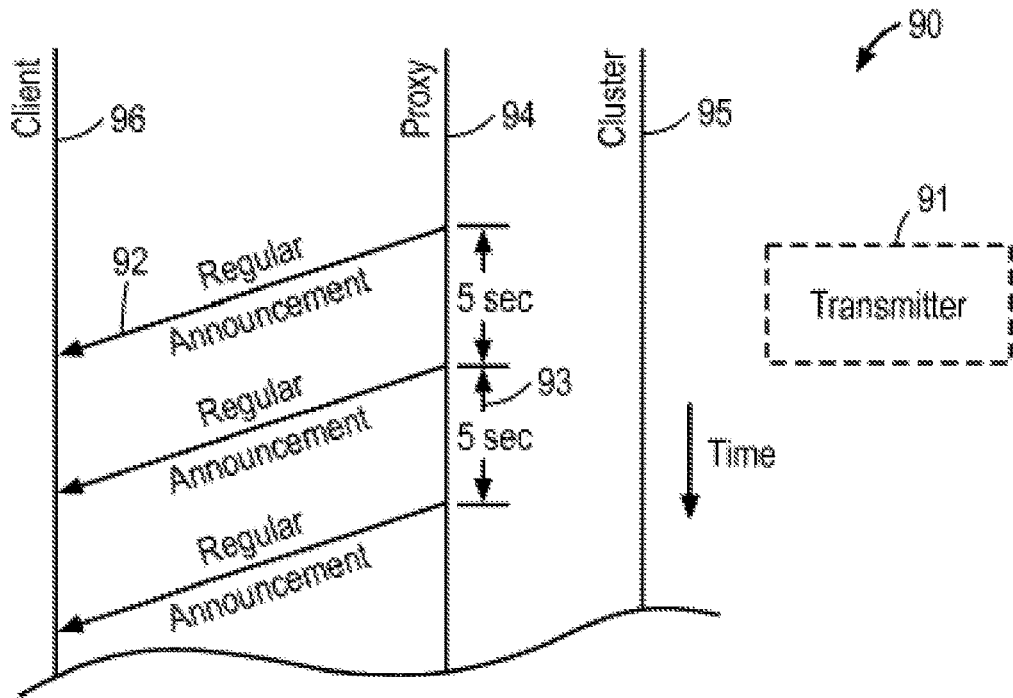 90
Client
96
Proxy
94
Cluster
95
91
Transmitter
92
Regular
Announcement
5 sec
93
Regular
Announcement
5 sec
Time
Regular
Announcement